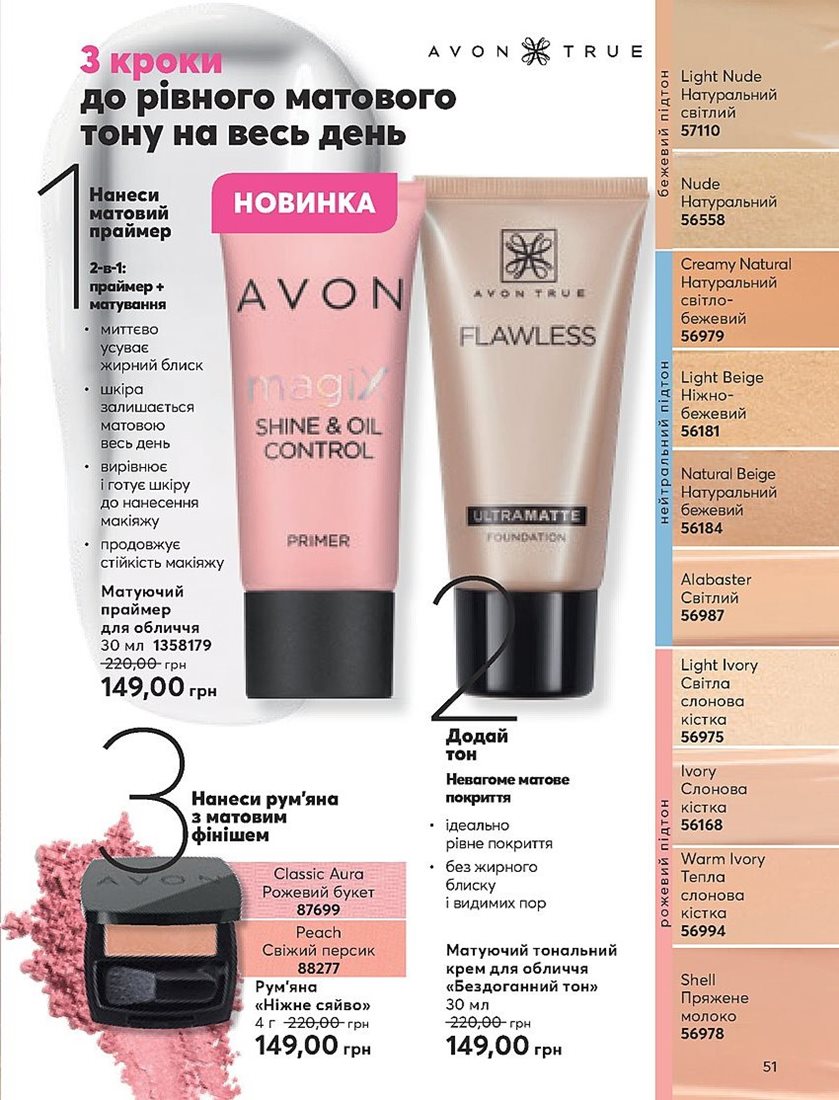 3 кроки
до рівного матового
тону на весь день
AVON TRUE
1
Нанеси
матовий
праймер
2-в-1:
праймер +
матування
• миттєво
усуває
жирний блиск
• шкіра
залишається
матовою
весь день
• вирівнює
і готує шкіру
до нанесення
макіяжу
• продовжує
стійкість макіяжу
Матуючий
праймер
для обличчя
30 мл 1358179
220,00 грн
149,00 грн
НОВИНКА
AVON
magiX
SHINE & OIL
CONTROL
PRIMER
AVON TRUE
FLAWLESS
ULTRAMATTE
FOUNDATION
2
Додай
тон
Невагоме матове
покриття
• ідеально
рівне покриття
• без жирного
блиску
і видимих пор
Матуючий тональний
крем для обличчя
«Бездоганний тон»
30 мл
220,00 грн
149,00 грн
3
Нанеси рум'яна
з матовим
фінішем
AVON
Classic Aura
Рожевий букет
87699
Peach
Свіжий персик
88277
Рум'яна
«Ніжне сяйво»
4 г 220,00 грн
149,00 грн
бежевий підтон
Light Nude
Натуральний
світлий
57110
Nude
Натуральний
56558
нейтральний підтон
Creamy Natural
Натуральний
світло-
бежевий
56979
Light Beige
Ніжно-
бежевий
56181
Natural Beige
Натуральний
бежевий
56184
Alabaster
Світлий
56987
рожевий підтон
Light Ivory
Світла
слонова
кістка
56975
Ivory
Слонова
кістка
56168
Warm Ivory
Тепла
слонова
кістка
56994
Shell
Пряжене
молоко
56978
51